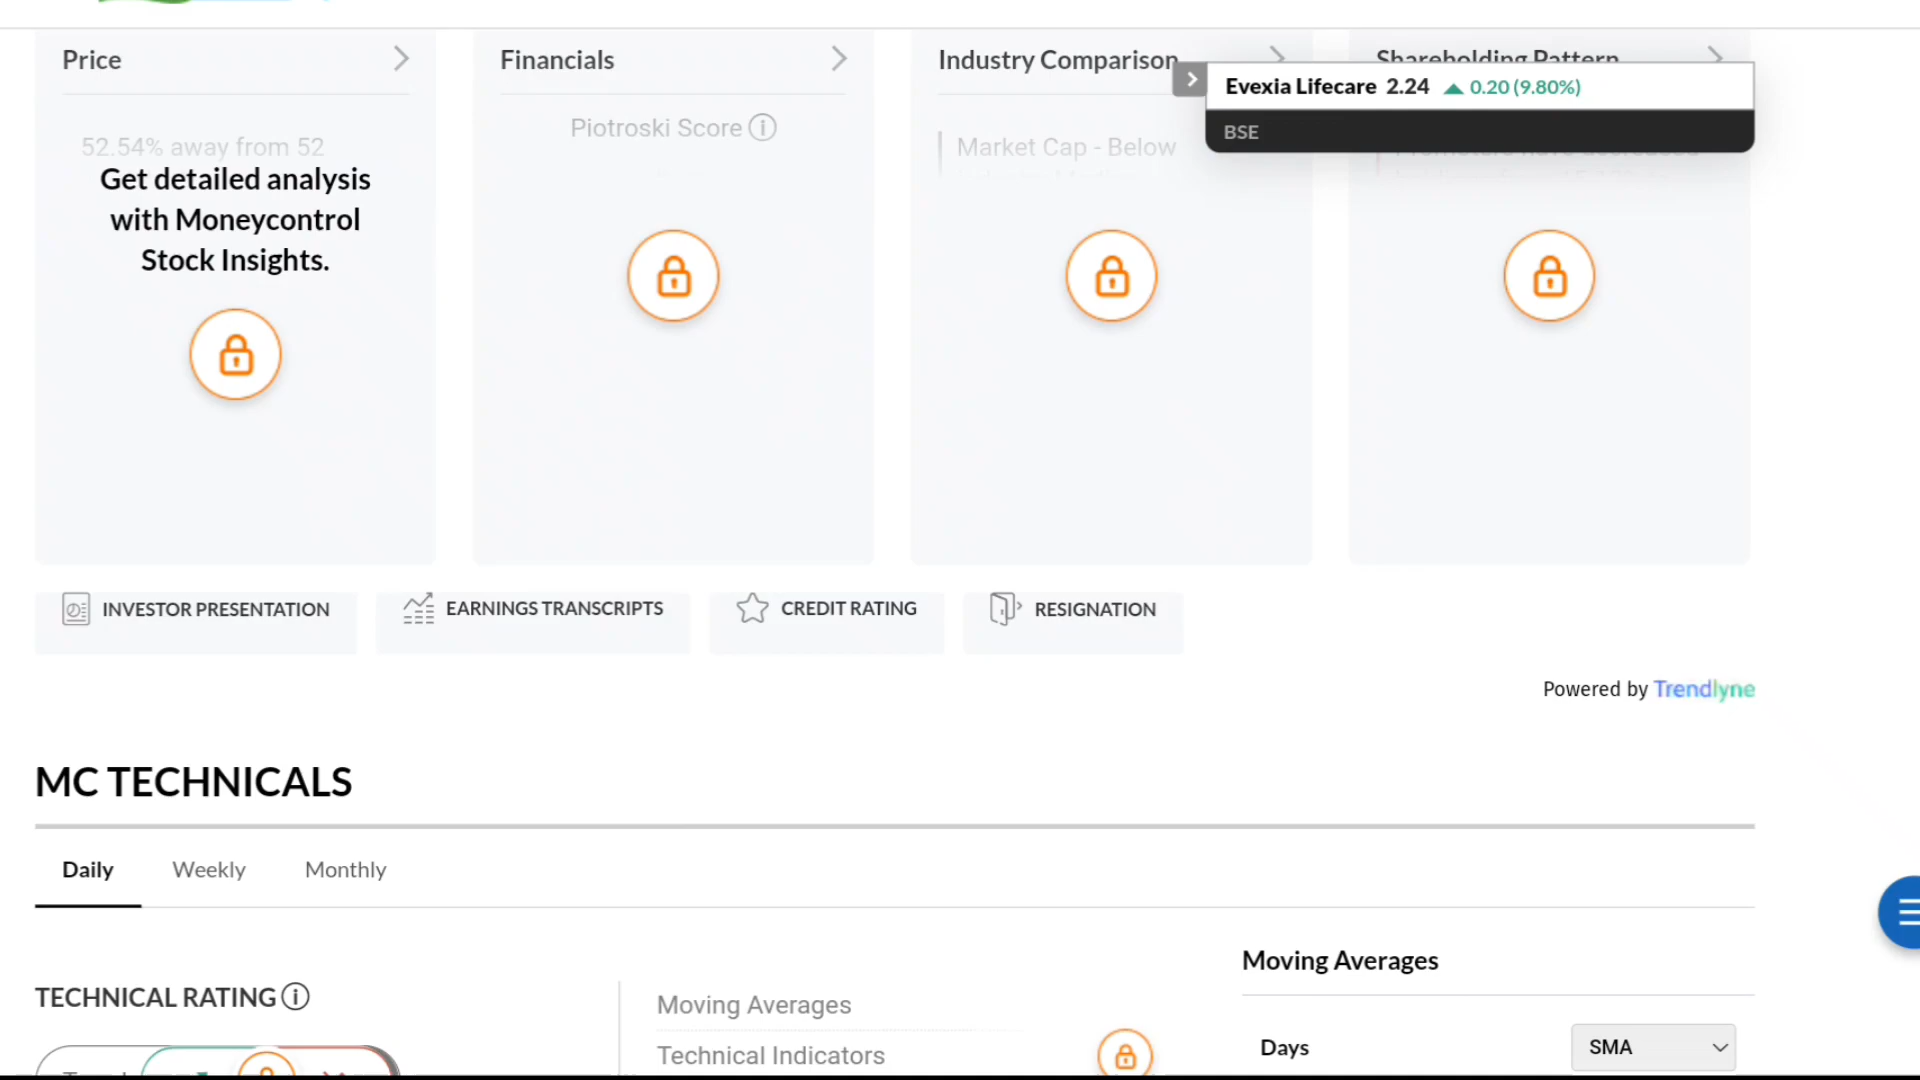 Price
Financials
Industry Comparison
Shareholding Pattern
Evexia Lifecare 2.24 0.20 (9.80%)
BSE
52.54% away from 52
Get detailed analysis
with Moneycontrol
Stock Insights.
Piotroski Score
Market Cap - Below
INVESTOR PRESENTATION
EARNINGS TRANSCRIPTS
CREDIT RATING
RESIGNATION
Powered by Trendlyne
MC TECHNICALS
Daily
Weekly
Monthly
TECHNICAL RATING
Moving Averages
Technical Indicators
Moving Averages
Days
SMA